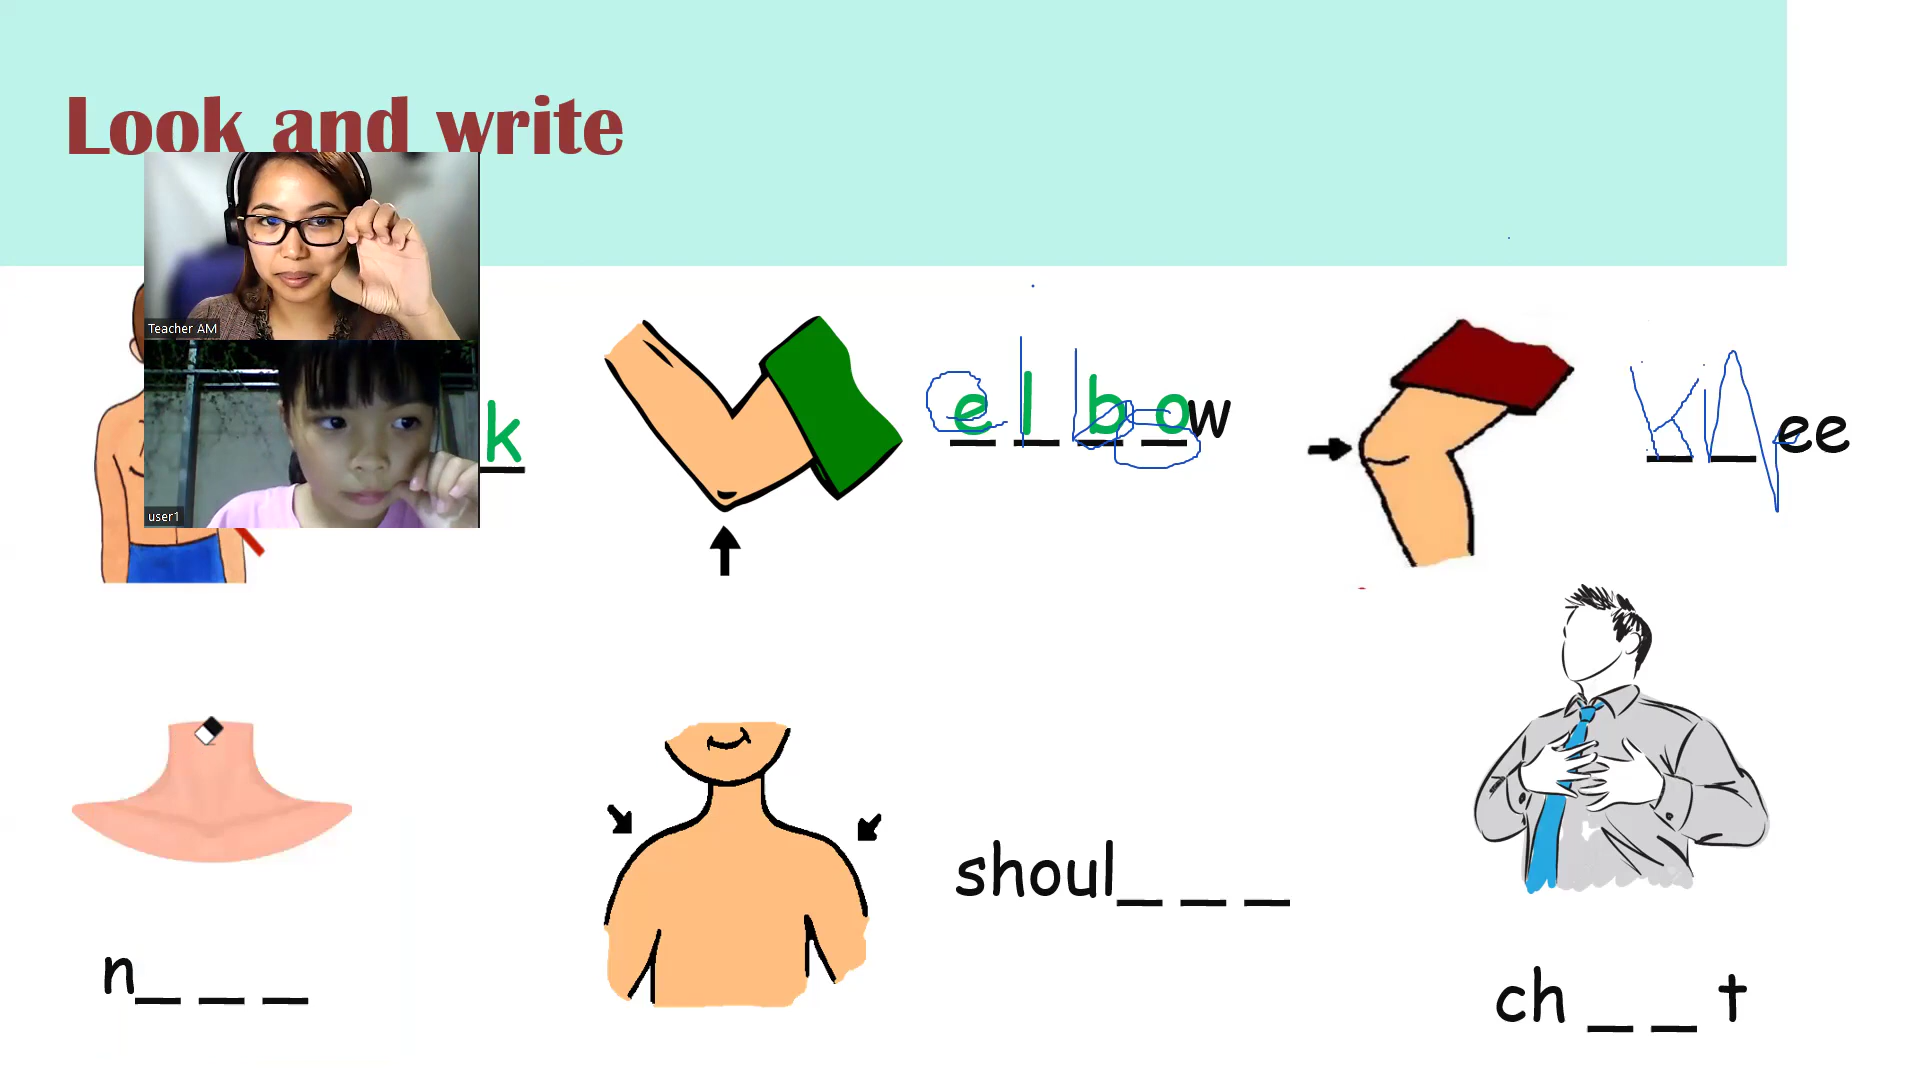 Look and write
Teacher AM
user1
k
elbow
knee
n_ _ _
shoul_ _ _
ch _ _ t